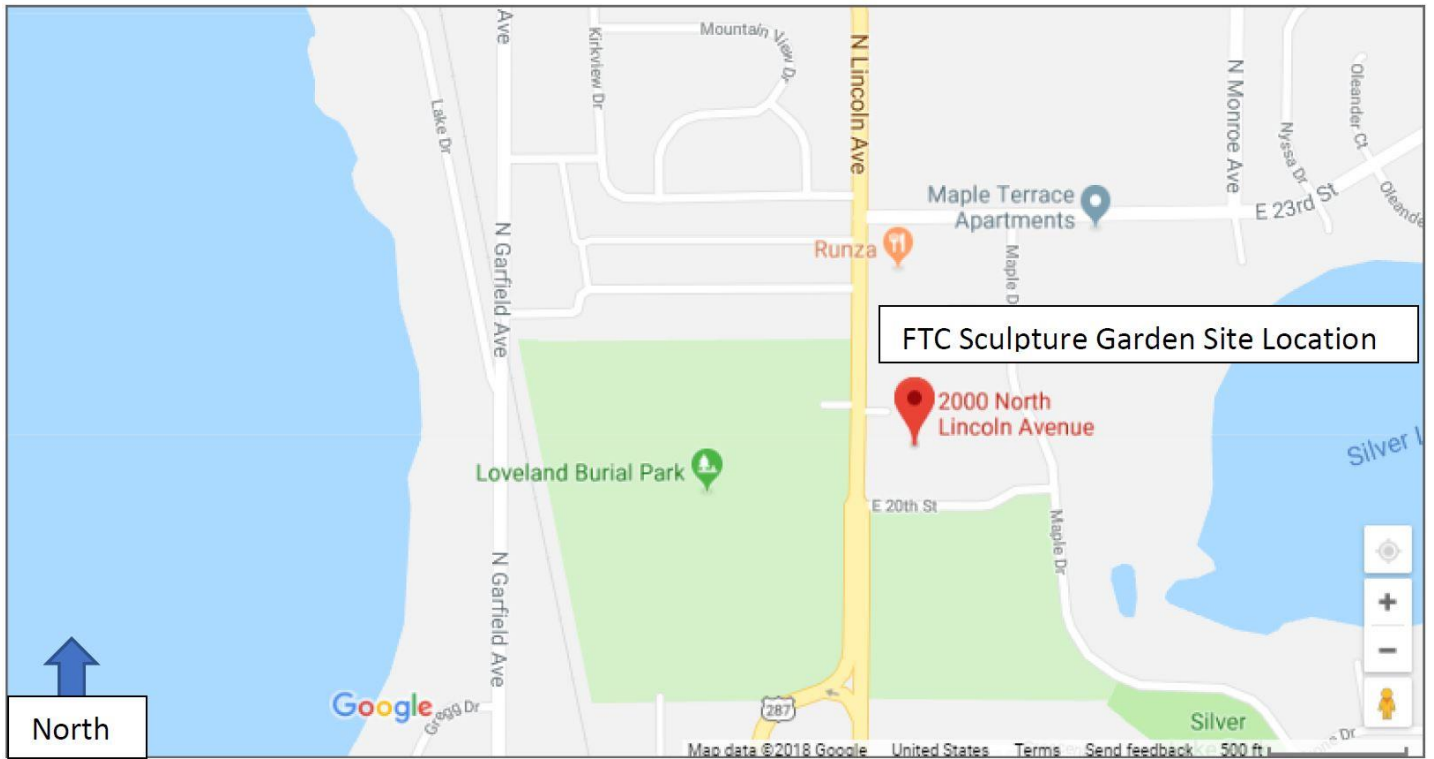 Ave
Mountain View Dr
Kirkview Dr
N Lincoln Ave
N Monroe Ave
Oleander Ct
Nyssa Dr
Lake Dr
Maple Terrace
Apartments
E 23rd St
Oleande
Runza
N Garfield Ave
Maple D
FTC Sculpture Garden Site Location
2000 North
Lincoln Avenue
Silver L
Loveland Burial Park
E 20th St
Maple Dr
N Garfield Ave
+
−
North
Google
Gregg Dr
287
Silver
Map data ©2018 Google United States Terms Send feedback 500 ft